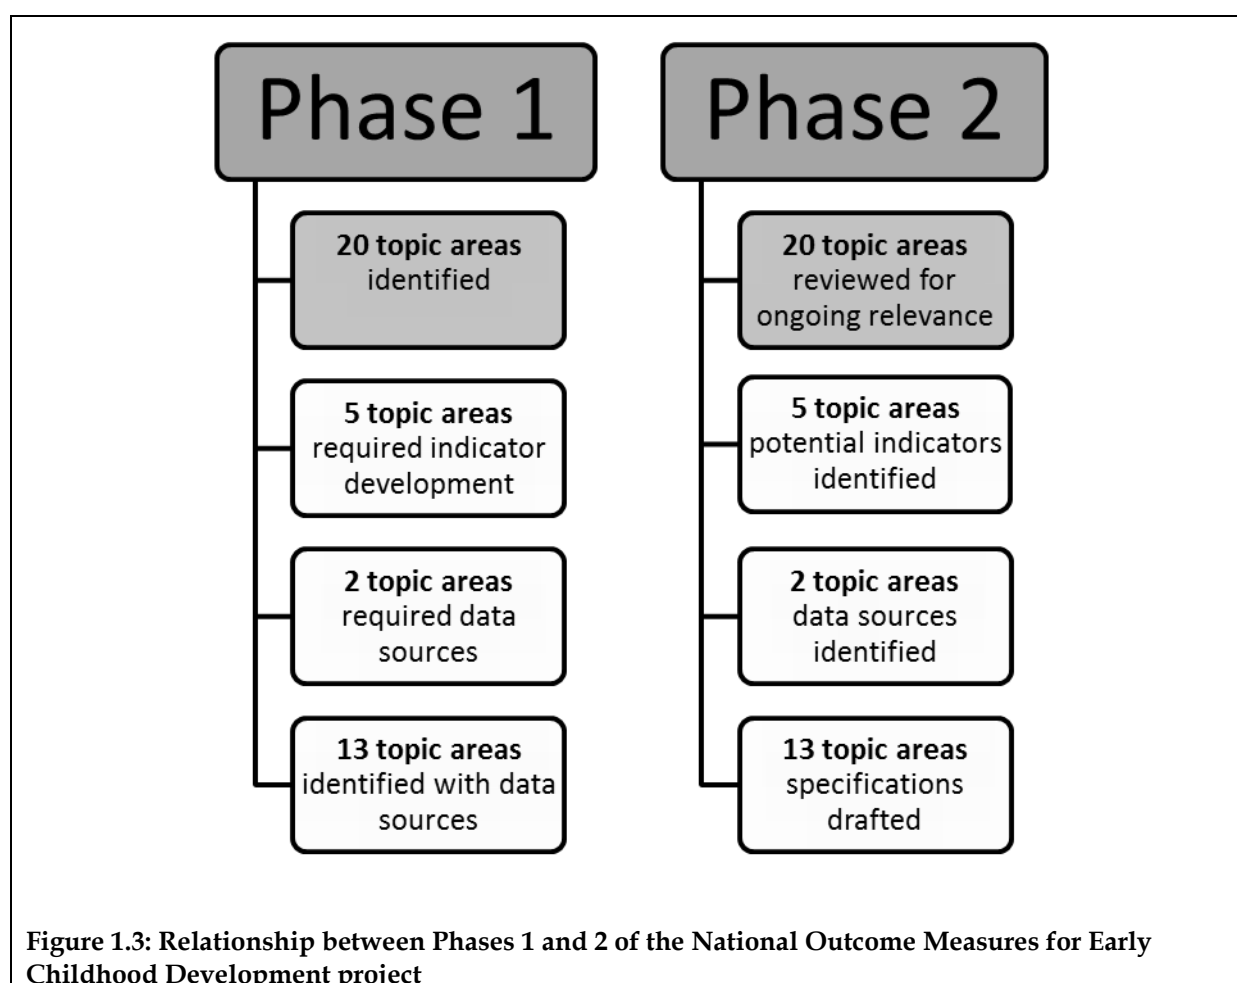 Phase 1
20 topic areas
identified
5 topic areas
required indicator
development
2 topic areas
required data
sources
13 topic areas
identified with data
sources
Phase 2
20 topic areas
reviewed for
ongoing relevance
5 topic areas
potential indicators
identified
2 topic areas
data sources
identified
13 topic areas
specifications
drafted
Figure 1.3: Relationship between Phases 1 and 2 of the National Outcome Measures for Early
Childhood Development project